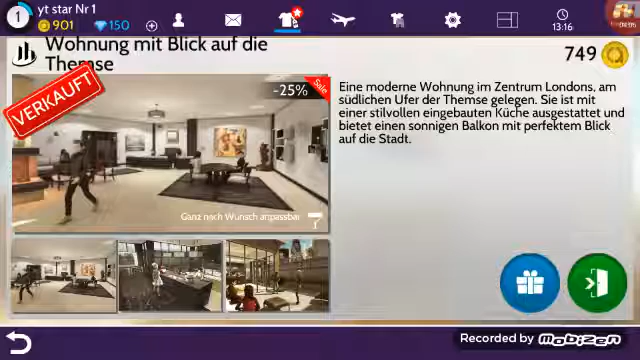 yt star Nr 1
1
901
150
13:16
Wohnung mit Blick auf die
Themse
749
VERKAUFT
-25%
Sale
Eine moderne Wohnung im Zentrum Londons, am
südlichen Ufer der Themse gelegen. Sie ist mit
einer stilvollen eingebauten Küche ausgestattet und
bietet einen sonnigen Balkon mit perfektem Blick
auf die Stadt.
Ganz nach Wunsch anpassbar
Recorded by Mobizen